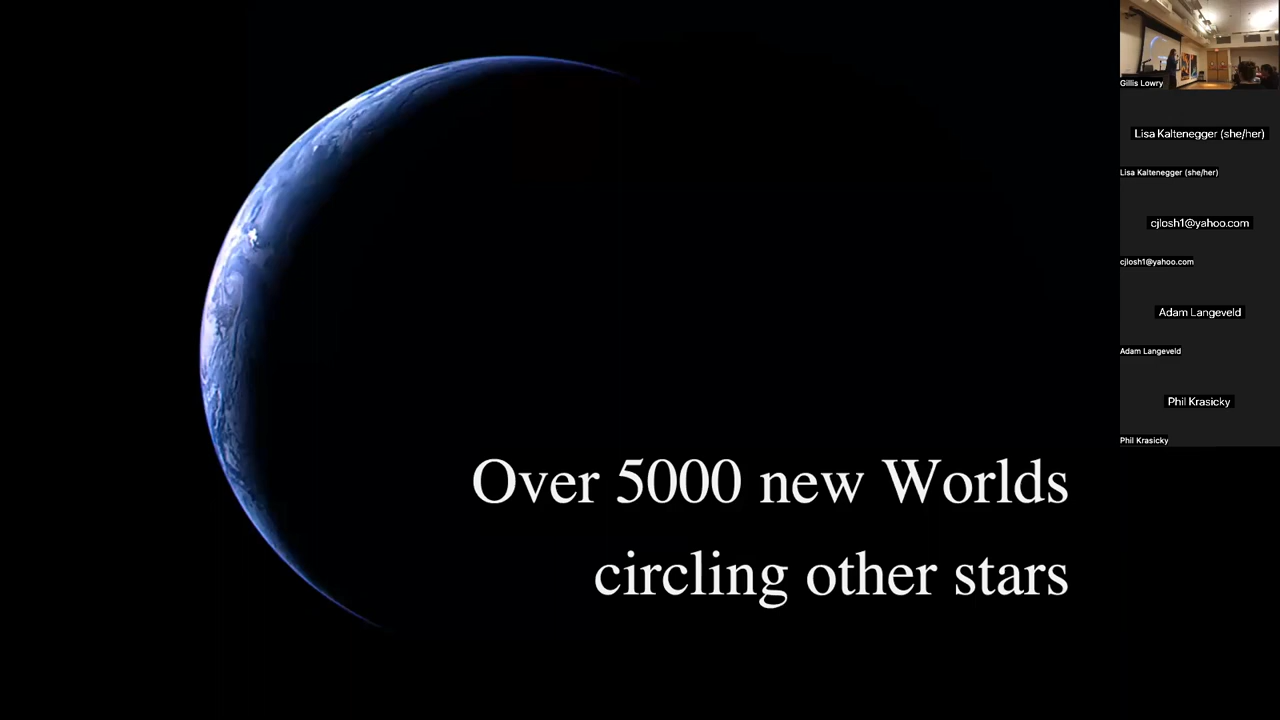 Over 5000 new Worlds
circling other stars
Gillis Lowry
Lisa Kaltenegger (she/her)
Lisa Kaltenegger (she/her)
cjlosh1@yahoo.com
cjlosh1@yahoo.com
Adam Langeveld
Adam Langeveld
Phil Krasicky
Phil Krasicky